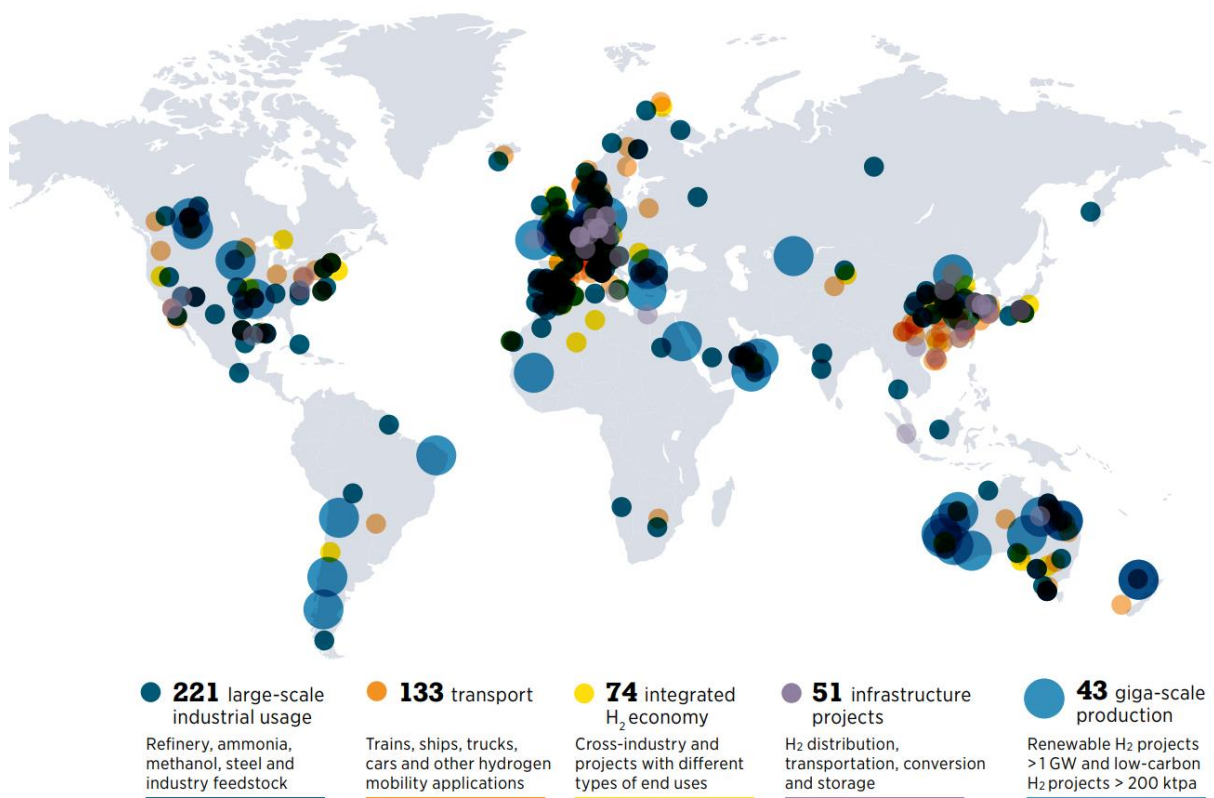 221 large-scale
industrial usage
Refinery, ammonia,
methanol, steel and
industry feedstock
133 transport
Trains, ships, trucks,
cars and other hydrogen
mobility applications
74 integrated
H₂ economy
Cross-industry and
projects with different
types of end uses
51 infrastructure
projects
H₂ distribution,
transportation, conversion
and storage
43 giga-scale
production
Renewable H₂ projects
>1 GW and low-carbon
H₂ projects > 200 ktpa